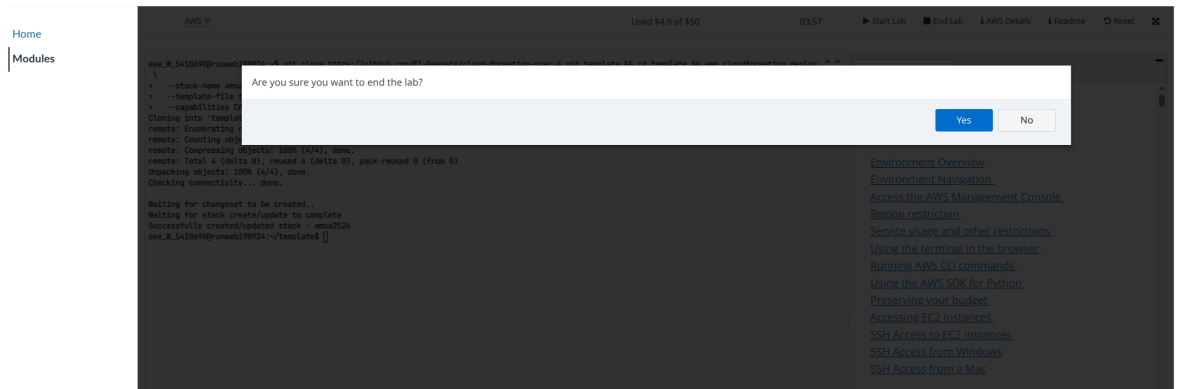 Home
Modules
AWS
Used $4.9 of $50
03:57
Start Lab
End Lab
AWS Details
Readme
Reset
\
> --stack-name amsa
> --template-file t
> --capabilities CA
Cloning into 'templat
remote: Enumerating o
remote: Counting obje
remote: Compressing objects: 100% (4/4), done.
remote: Total 4 (delta 0), reused 4 (delta 0), pack-reused 0 (from 0)
Unpacking objects: 100% (4/4), done.
Checking connectivity... done.
Waiting for changeset to be created..
Waiting for stack create/update to complete
Successfully created/updated stack - amsa2526
eee_W_5410690@runweb198924:~/template$
Are you sure you want to end the lab?
Yes
No
Environment Overview
Environment Navigation
Access the AWS Management Console
Region restriction
Service usage and other restrictions
Using the terminal in the browser
Running AWS CLI commands
Using the AWS SDK for Python
Preserving your budget
Accessing EC2 Instances
SSH Access to EC2 Instances
SSH Access from Windows
SSH Access from a Mac